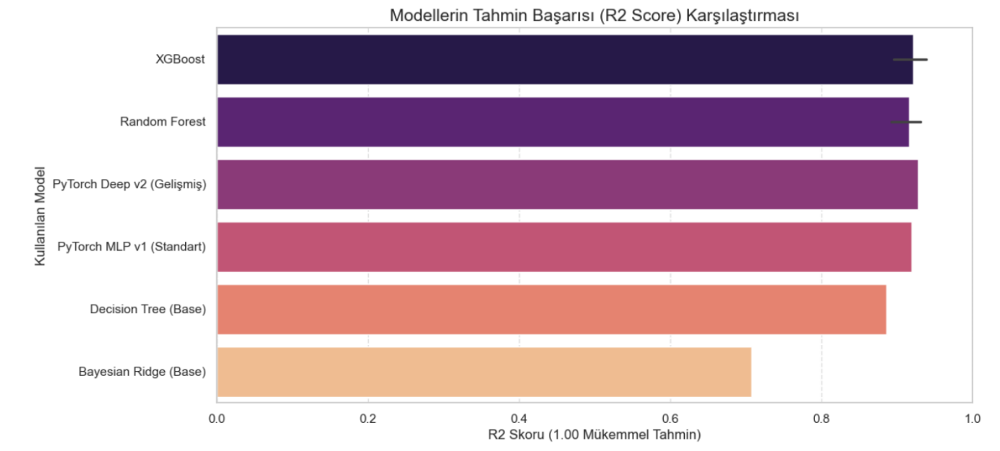 Modellerin Tahmin Başarısı (R2 Score) Karşılaştırması
Kullanılan Model
XGBoost
Random Forest
PyTorch Deep v2 (Gelişmiş)
PyTorch MLP v1 (Standart)
Decision Tree (Base)
Bayesian Ridge (Base)
0.0 0.2 0.4 0.6 0.8 1.0
R2 Skoru (1.00 Mükemmel Tahmin)